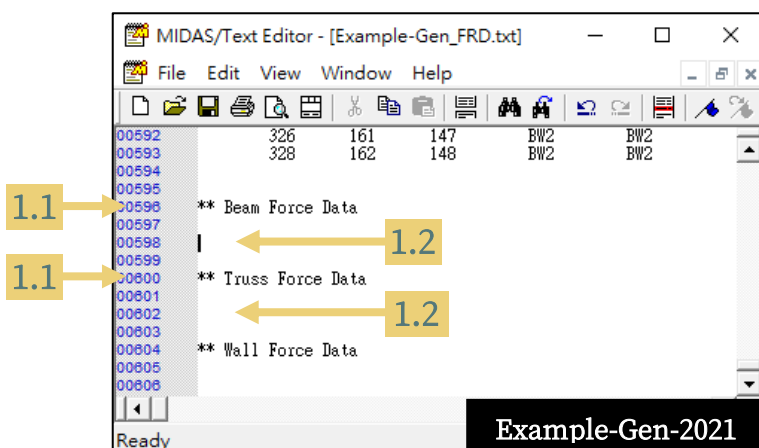 MIDAS/Text Editor - [Example-Gen_FRD.txt]
File Edit View Window Help
00592 326 161 147 BW2 BW2
00593 328 162 148 BW2 BW2
00594
00595
1.1 00596 ** Beam Force Data
00597
00598 1.2
00599
1.1 00600 ** Truss Force Data
00601
00602 1.2
00603
00604 ** Wall Force Data
00605
00606
Example-Gen-2021
Ready